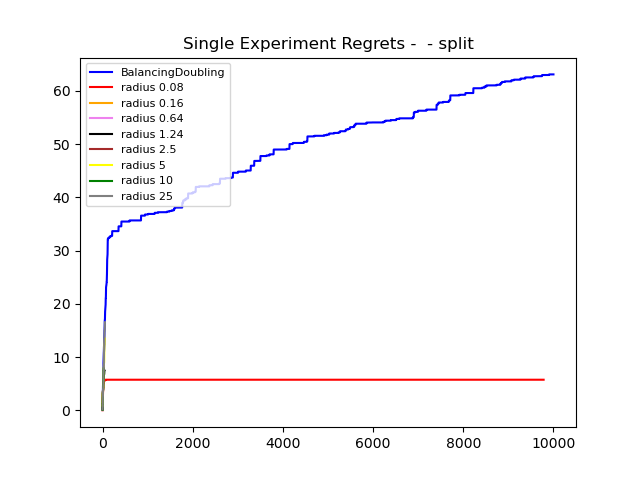 Single Experiment Regrets -  - split
BalancingDoubling
radius 0.08
radius 0.16
radius 0.64
radius 1.24
radius 2.5
radius 5
radius 10
radius 25
60
50
40
30
20
10
0
0 2000 4000 6000 8000 10000